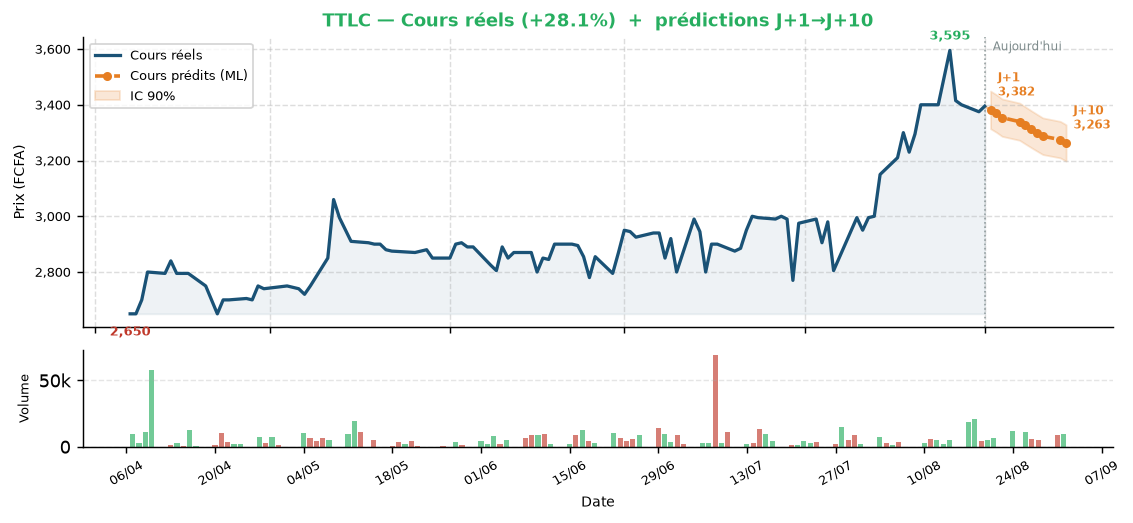 TTLC — Cours réels (+28.1%)  +  prédictions J+1→J+10
Cours réels
Cours prédits (ML)
IC 90%
3,595
Aujourd'hui
J+1
3,382
J+10
3,263
2,650
Prix (FCFA)
3,600
3,400
3,200
3,000
2,800
Volume
50k
0
06/04
20/04
04/05
18/05
01/06
15/06
29/06
13/07
27/07
10/08
24/08
07/09
Date